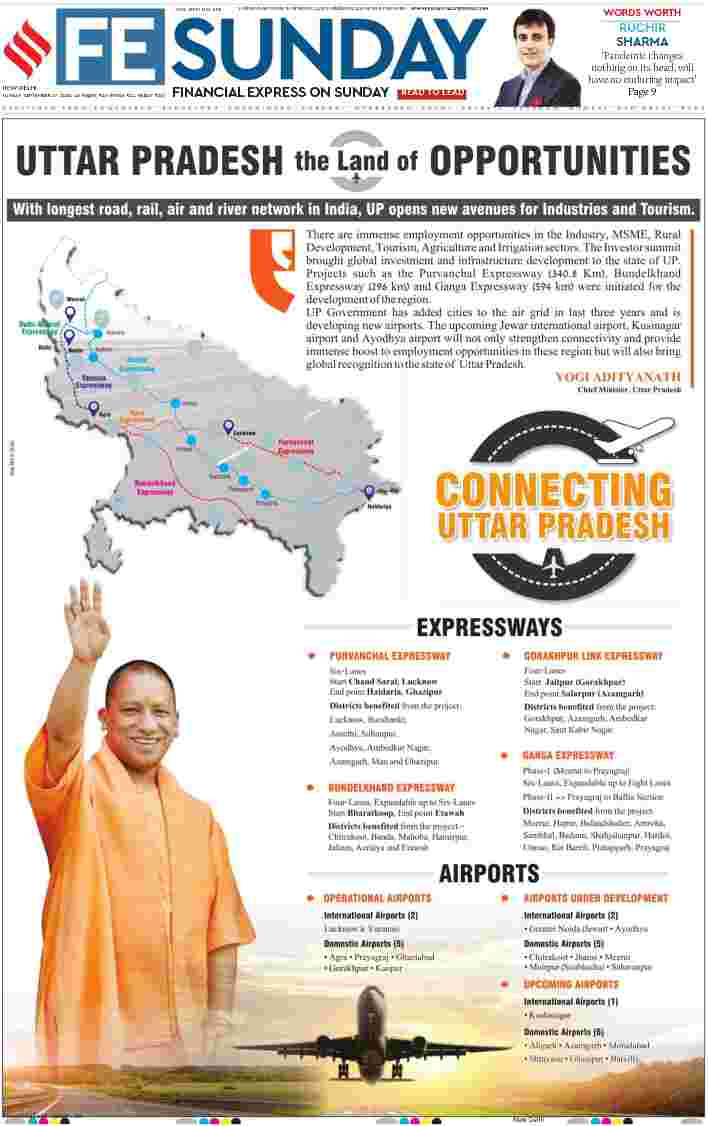 FE SUNDAY
FINANCIAL EXPRESS ON SUNDAY
READ TO LEAD
WORDS WORTH
RUCHIR
SHARMA
'Pandemic changes
nothing on its head, will
have no enduring impact'
Page 9
UTTAR PRADESH the Land of OPPORTUNITIES
With longest road, rail, air and river network in India, UP opens new avenues for Industries and Tourism.
There are immense employment opportunities in the Industry, MSME, Rural
Development, Tourism, Agriculture and Irrigation sectors. The Investor summit
brought global investment and infrastructure development to the state of UP.
Projects such as the Purvanchal Expressway (340.8 Km), Bundelkhand
Expressway (296 km) and Ganga Expressway (594 km) were initiated for the
development of the region.
UP Government has added cities to the air grid in last three years and is
developing new airports. The upcoming Jewar international airport, Kusinagar
airport and Ayodhya airport will not only strengthen connectivity and provide
immense boost to employment opportunities in these region but will also bring
global recognition to the state of Uttar Pradesh.
YOGI ADITYANATH
Chief Minister, Uttar Pradesh
Meerut
Agra
Lucknow
Purvanchal
Expressway
Bundelkhand
Expressway
CONNECTING
UTTAR PRADESH
EXPRESSWAYS
PURVANCHAL EXPRESSWAY
Six-Lanes
Start Chand Sarai, Lucknow
End point Haidaria, Ghazipur
Districts benefited from the project:
Lucknow, Barabanki,
Amethi, Sultanpur,
Ayodhya, Ambedkar Nagar,
Azamgarh, Mau and Ghazipur.
BUNDELKHAND EXPRESSWAY
Four-Lanes, Expandable up to Six-Lanes
Start Bharatkoop, End point Etawah
Districts benefited from the project –
Chitrakoot, Banda, Mahoba, Hamirpur,
Jalaun, Auraiya and Etawah
GORAKHPUR LINK EXPRESSWAY
Four-Lanes
Start Jaitpur (Gorakhpur)
End point Salarpur (Azamgarh)
Districts benefited from the project:
Gorakhpur, Azamgarh, Ambedkar
Nagar, Sant Kabir Nagar
GANGA EXPRESSWAY
Phase-I (Meerut to Prayagraj)
Six-Lanes, Expandable up to Eight Lanes
Phase-II => Prayagraj to Ballia Section
Districts benefited from the project:
Meerut, Hapur, Bulandshaher, Amroha,
Sambhal, Badaun, Shahjahanpur, Hardoi,
Unnao, Rae Bareli, Pratapgarh, Prayagraj
AIRPORTS
OPERATIONAL AIRPORTS
International Airports (2)
Lucknow & Varanasi
Domestic Airports (5)
• Agra • Prayagraj • Ghaziabad
• Gorakhpur • Kanpur
AIRPORTS UNDER DEVELOPMENT
International Airports (2)
• Greater Noida (Jewar) • Ayodhya
Domestic Airports (5)
• Chitrakoot • Jhansi • Meerut
• Muirpur (Sonbhadra) • Saharanpur
UPCOMING AIRPORTS
International Airports (1)
• Kushinagar
Domestic Airports (6)
• Aligarh • Azamgarh • Moradabad
• Shravasti • Ghazipur • Bareilly
New Delhi